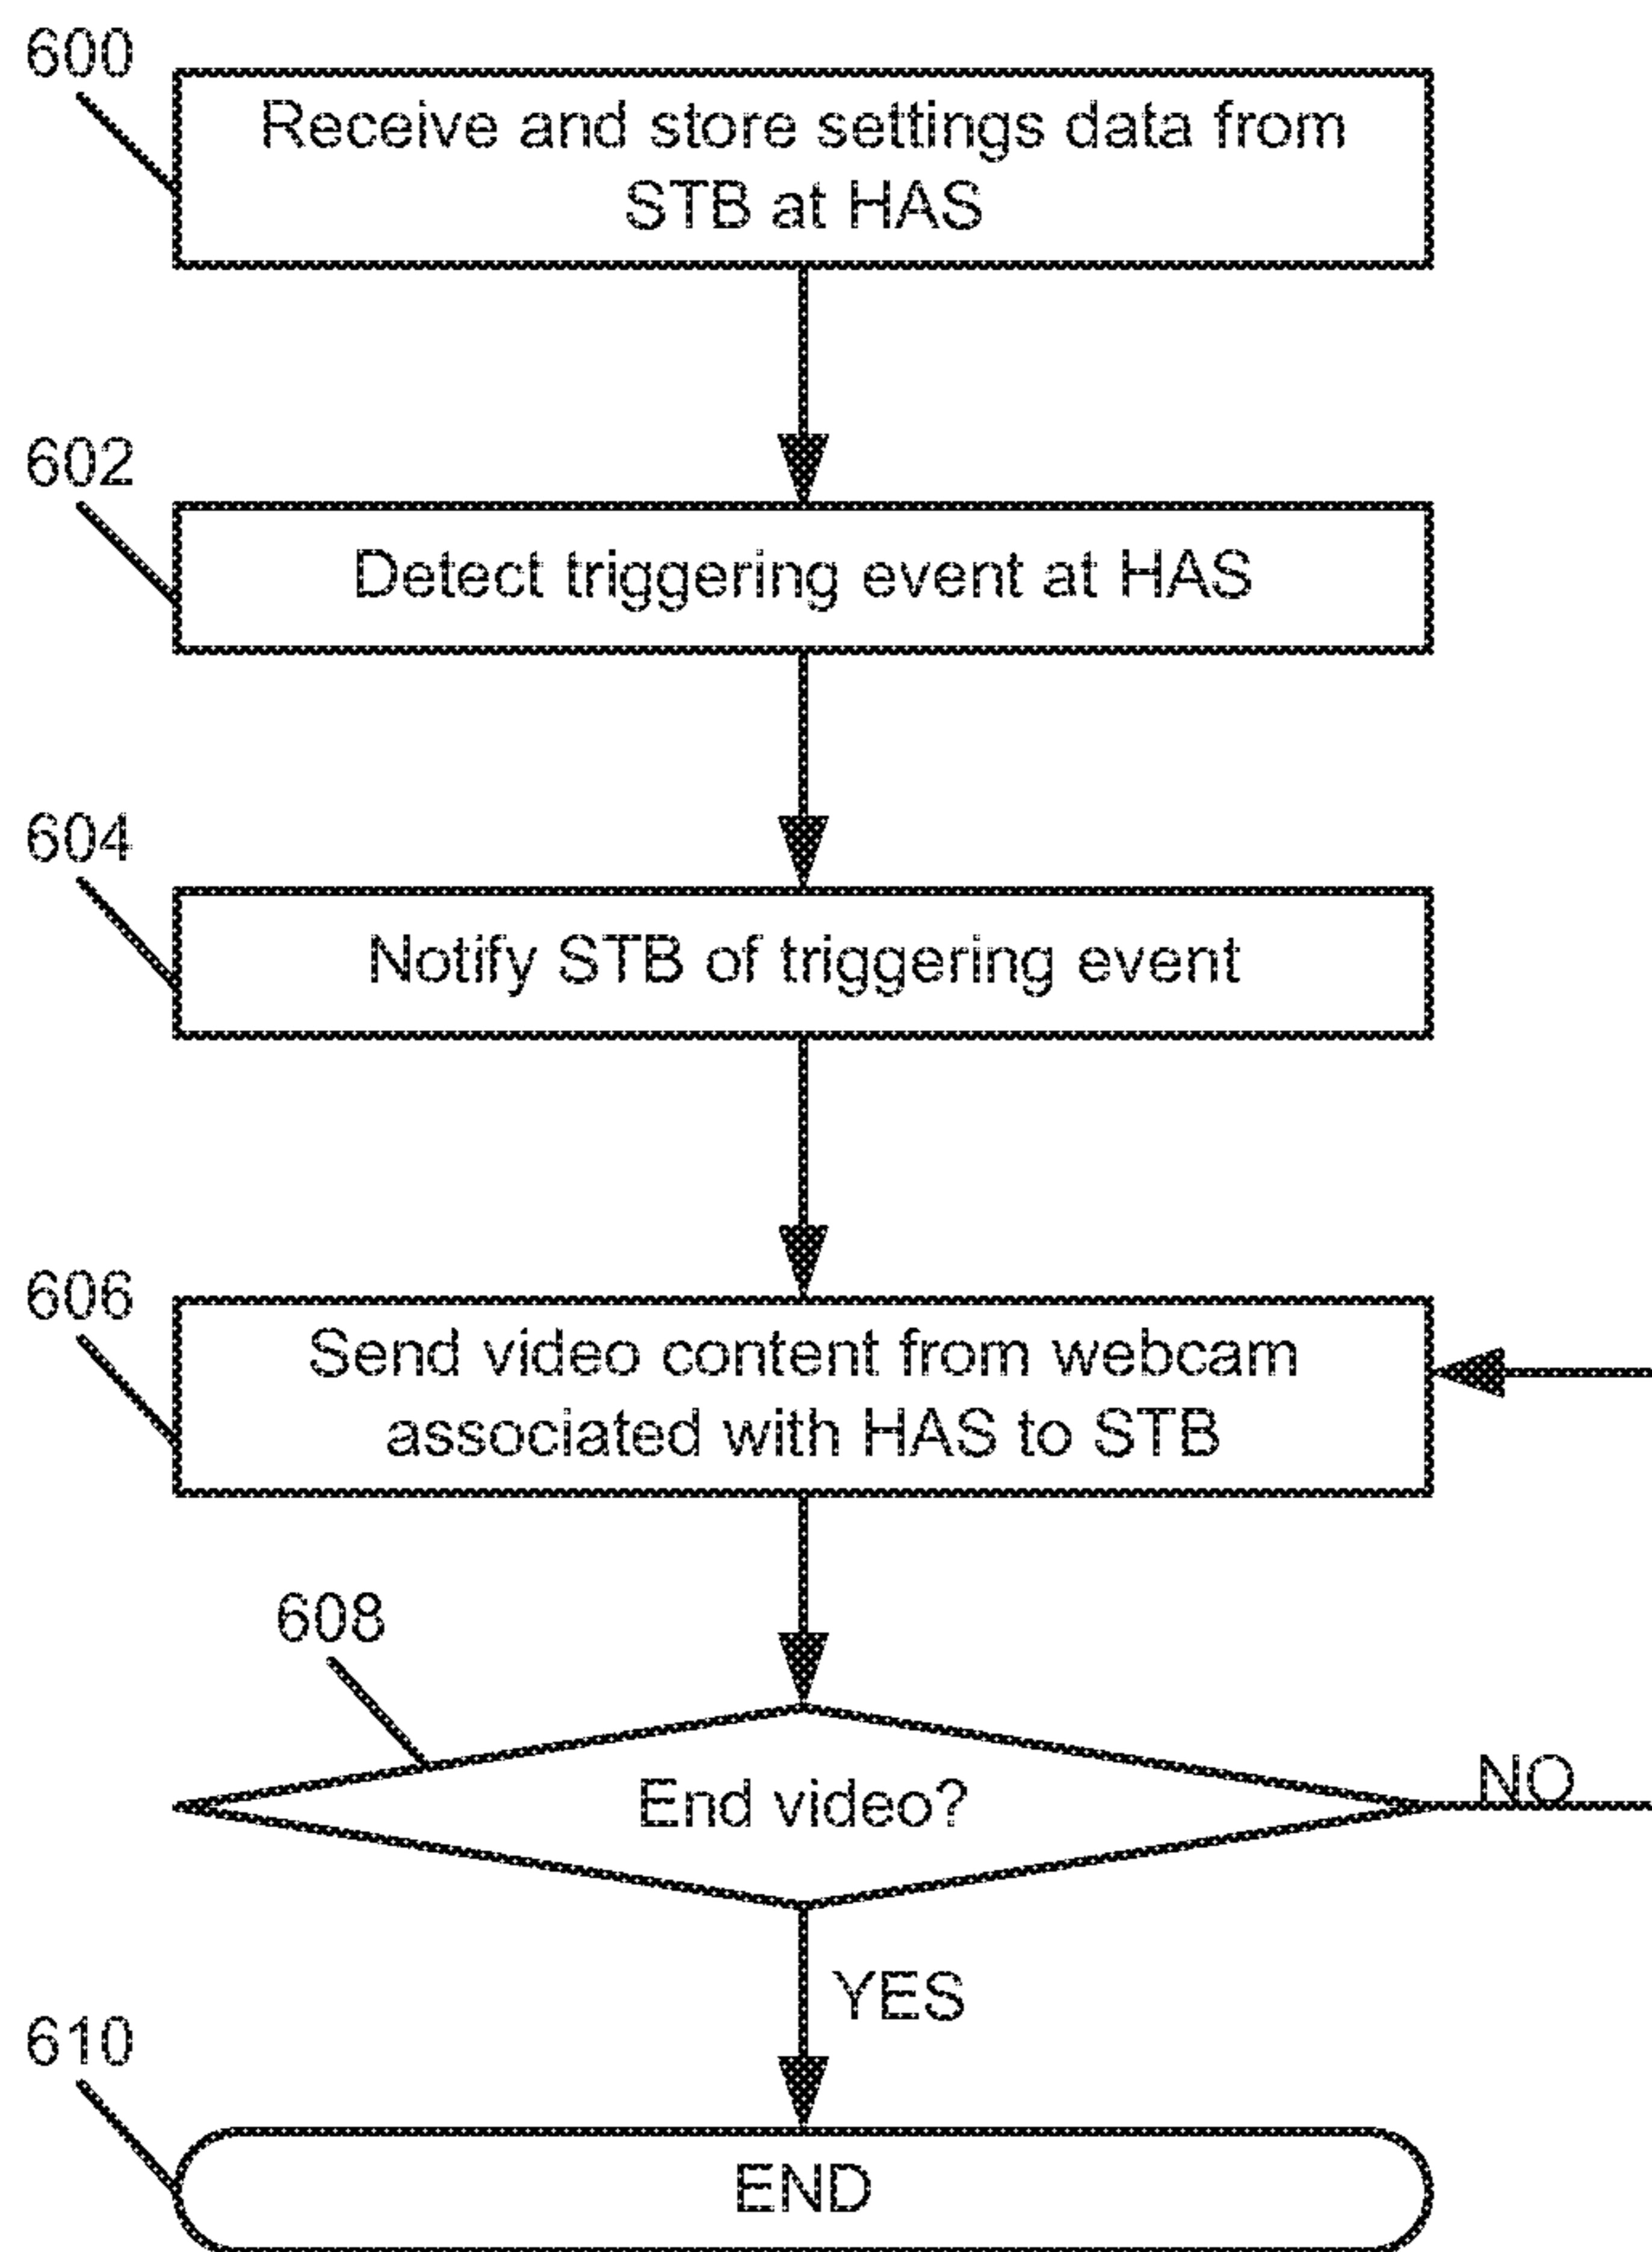 600
Receive and store settings data from
STB at HAS
602
Detect triggering event at HAS
604
Notify STB of triggering event
606
Send video content from webcam
associated with HAS to STB
608
End video?
NO
YES
610
END